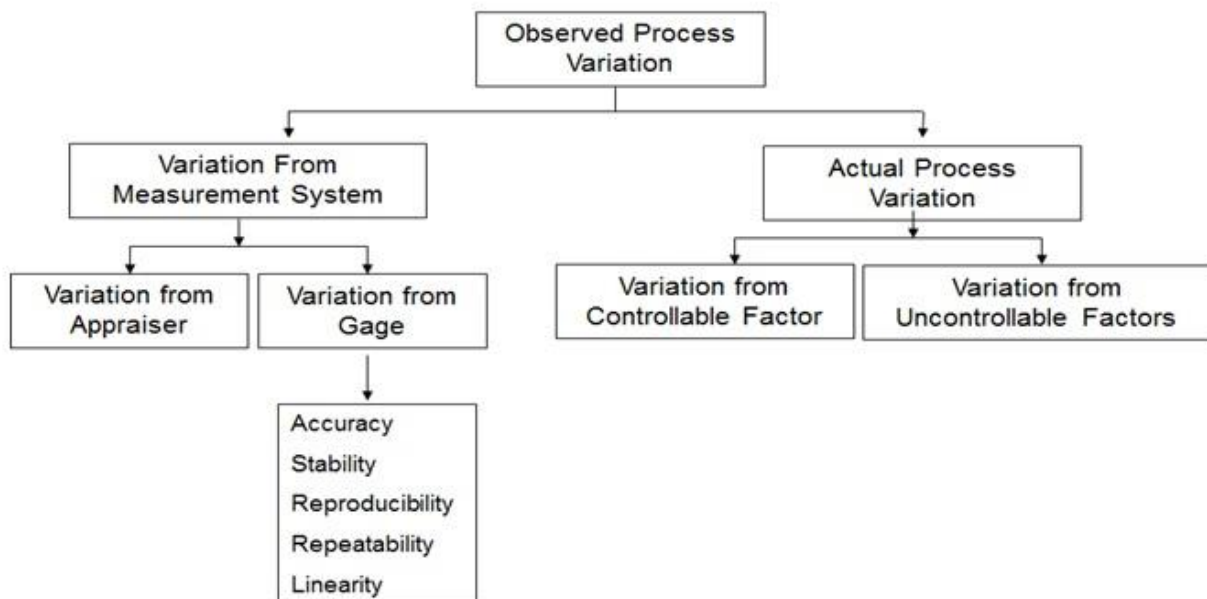 Observed Process
Variation
Variation From
Measurement System
Actual Process
Variation
Variation from
Appraiser
Variation from
Gage
Variation from
Controllable Factor
Variation from
Uncontrollable Factors
Accuracy
Stability
Reproducibility
Repeatability
Linearity